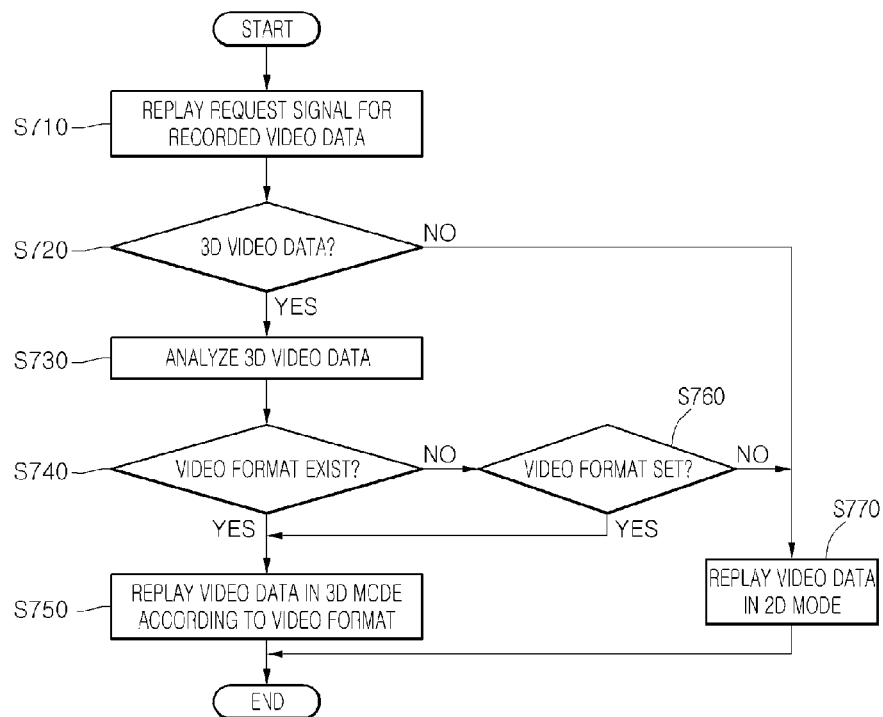 START
S710
REPLAY REQUEST SIGNAL FOR
RECORDED VIDEO DATA
S720
3D VIDEO DATA?
NO
YES
S730
ANALYZE 3D VIDEO DATA
S760
S740
VIDEO FORMAT EXIST?
NO
VIDEO FORMAT SET?
NO
YES
YES
S770
S750
REPLAY VIDEO DATA IN 3D MODE
ACCORDING TO VIDEO FORMAT
REPLAY VIDEO DATA
IN 2D MODE
END